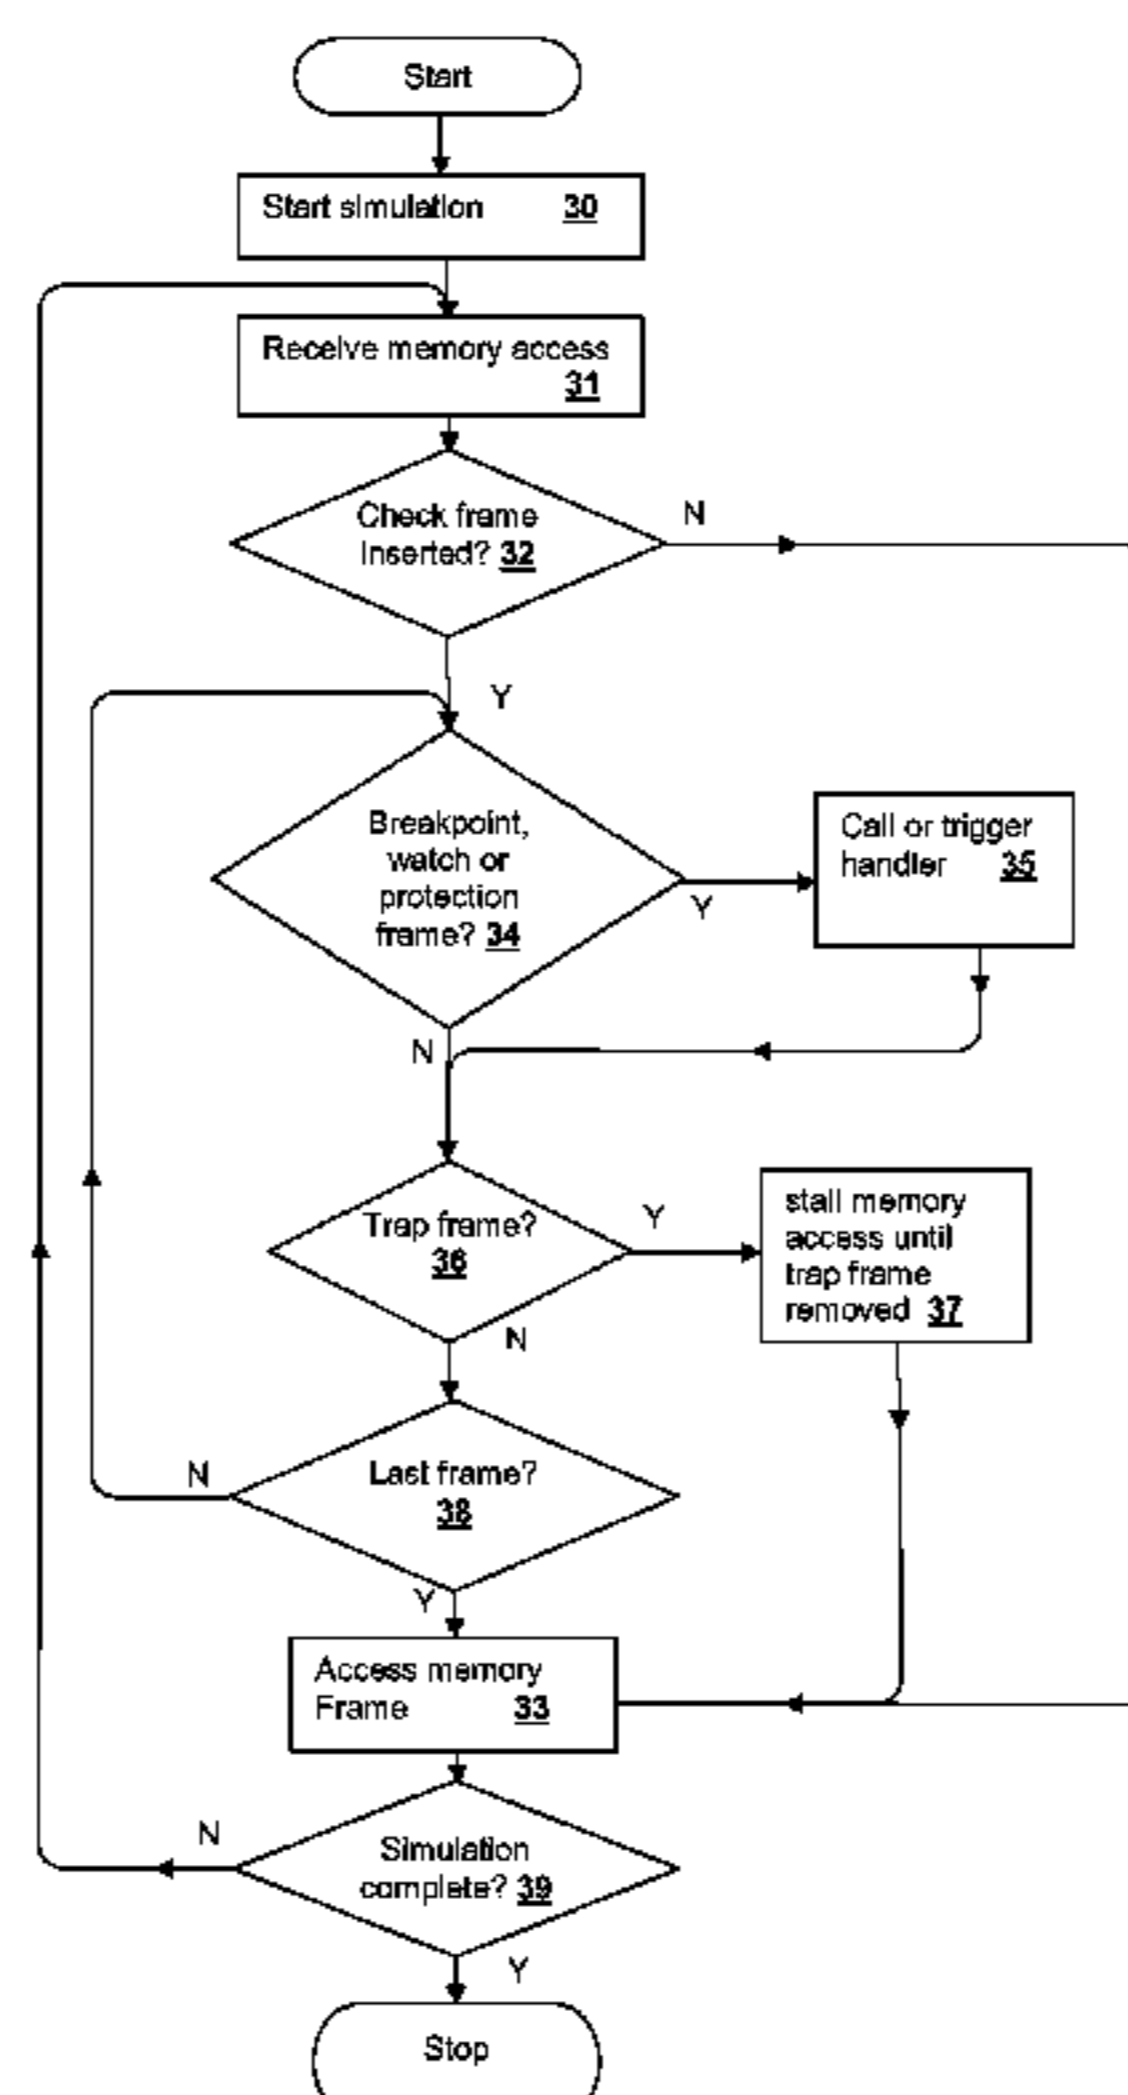 Start
Start simulation 30
Receive memory access
31
Check frame
N
inserted? 32
Y
Breakpoint,
watch or
protection
frame? 34
Y
Call or trigger
handler 35
N
Trap frame?
36
Y
stall memory
access until
trap frame
removed 37
N
Last frame?
38
N
Y
Access memory
Frame 33
N
Simulation
complete? 39
Y
Stop